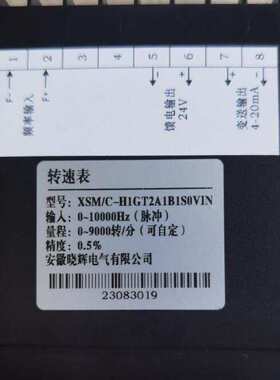 1
2
3
4
5
6
7
8
F-
F+
频率输入
-
+
馈电输出
24V
+
-
变送输出
4-20mA
转速表
型号: XSM/C-H1GT2A1B1S0V1N
输入: 0~10000Hz（脉冲）
量程: 0~9000转/分（可自定）
精度: 0.5%
安徽晓辉电气有限公司
23083019